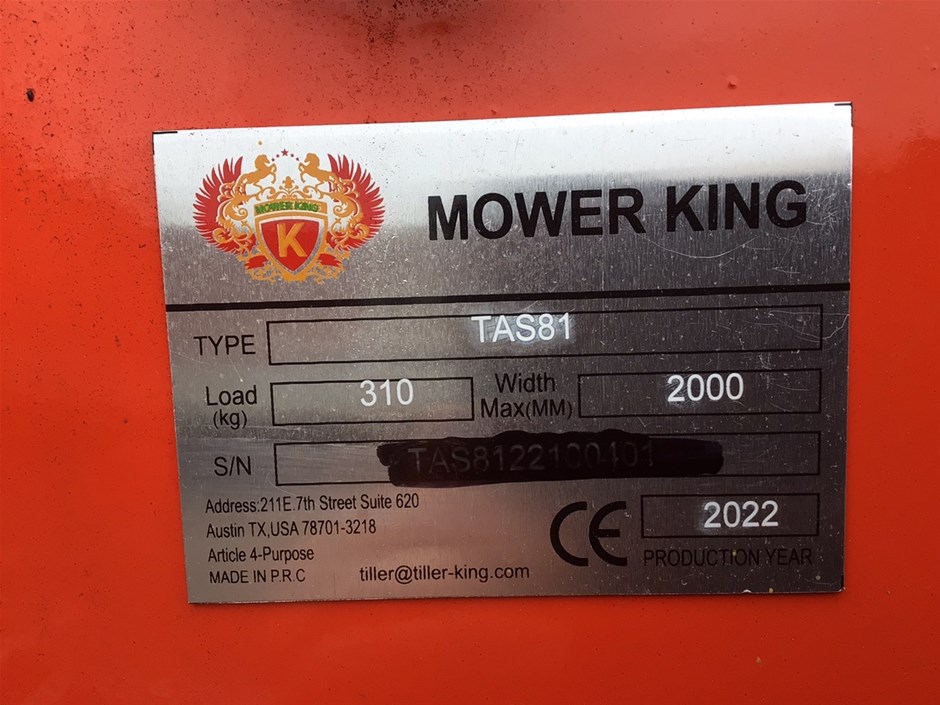 MOWER KING
K
MOWER KING
TYPE TAS81
Load (kg) 310 Width Max(MM) 2000
S/N TAS8122100401
Address:211E.7th Street Suite 620
Austin TX,USA 78701-3218
Article 4-Purpose
MADE IN P.R.C
tiller@tiller-king.com
CE
2022
PRODUCTION YEAR